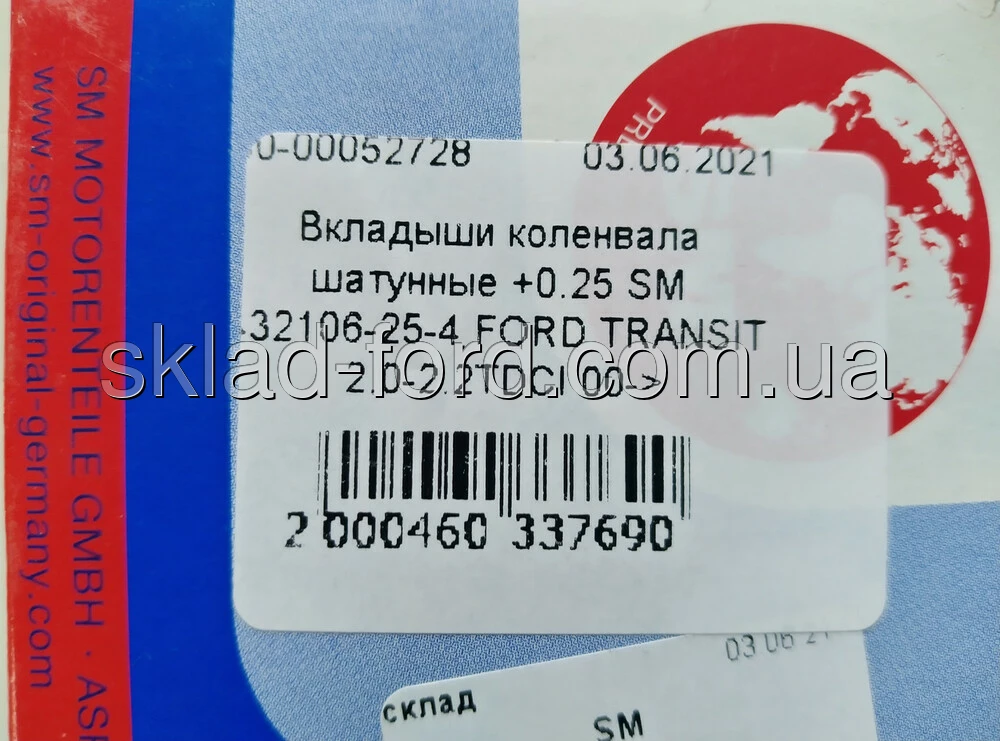 SM MOTORENTEILE GMBH · ASP
www.sm-original-germany.com
0-00052728 03.06.2021
Вкладыши коленвала
шатунные +0.25 SM
32106-25-4, FORD TRANSIT
2.0-2.2TDCI 00->
sklad-ford.com.ua
2 000460 337690
03 06 21
склад
SM